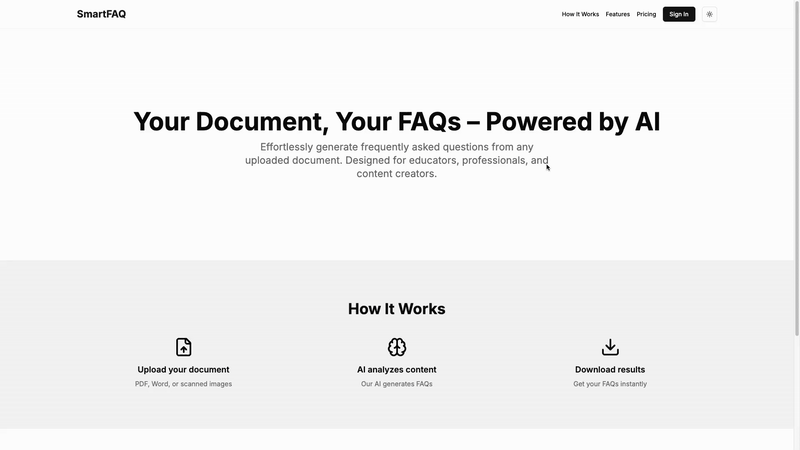 SmartFAQ
How It Works Features Pricing Sign In
Your Document, Your FAQs – Powered by AI
Effortlessly generate frequently asked questions from any
uploaded document. Designed for educators, professionals, and
content creators.
How It Works
Upload your document
PDF, Word, or scanned images
AI analyzes content
Our AI generates FAQs
Download results
Get your FAQs instantly